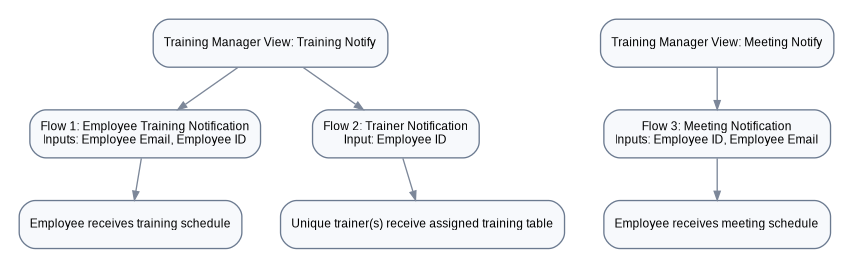 Training Manager View: Training Notify
Training Manager View: Meeting Notify
Flow 1: Employee Training Notification
Inputs: Employee Email, Employee ID
Flow 2: Trainer Notification
Input: Employee ID
Flow 3: Meeting Notification
Inputs: Employee ID, Employee Email
Employee receives training schedule
Unique trainer(s) receive assigned training table
Employee receives meeting schedule